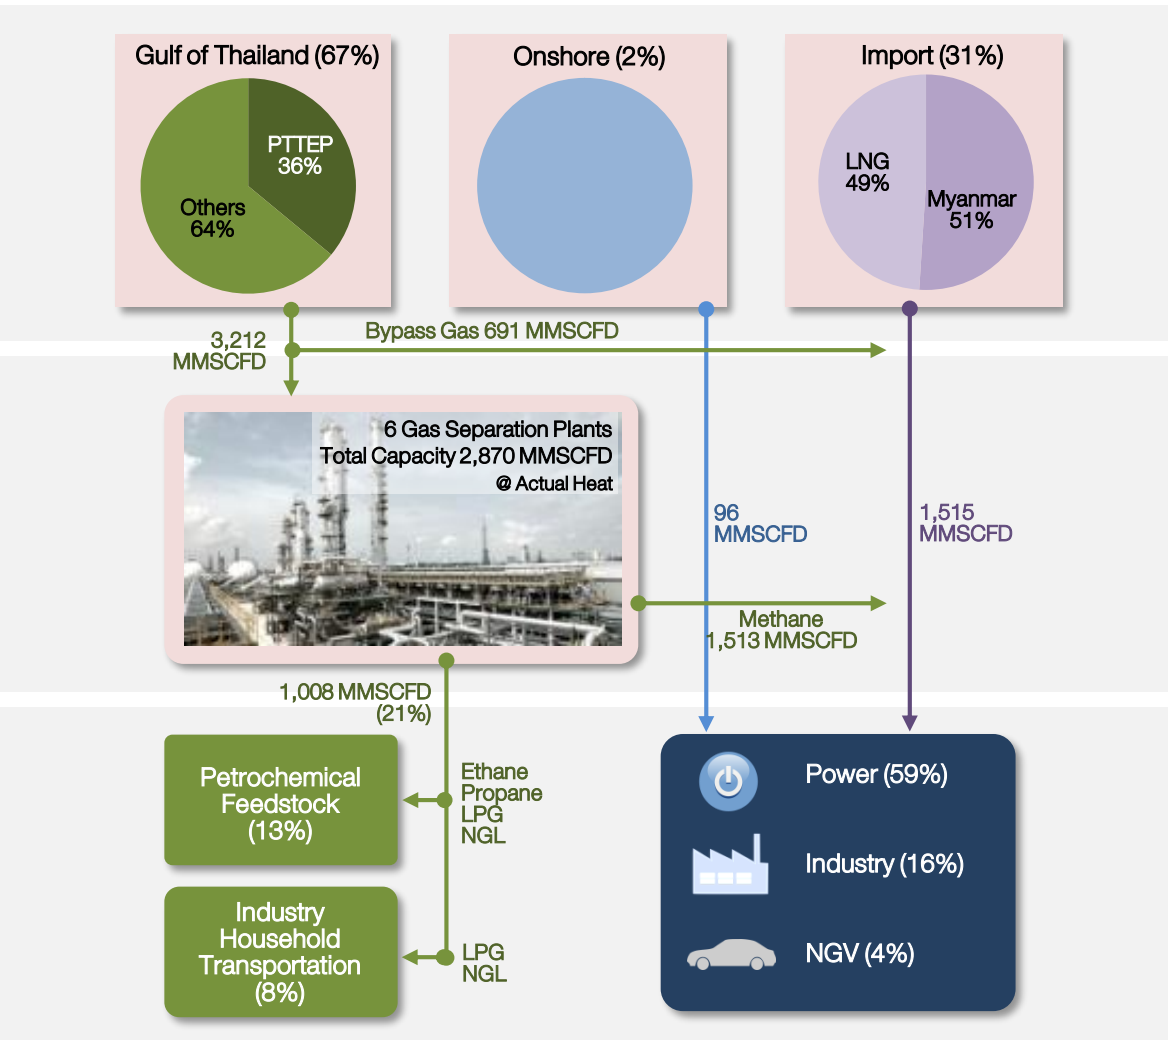 Gulf of Thailand (67%)
PTTEP
36%
Others
64%
Onshore (2%)
Import (31%)
LNG
49%
Myanmar
51%
3,212
MMSCFD
Bypass Gas 691 MMSCFD
6 Gas Separation Plants
Total Capacity 2,870 MMSCFD
@ Actual Heat
96
MMSCFD
1,515
MMSCFD
Methane
1,513 MMSCFD
1,008 MMSCFD
(21%)
Petrochemical
Feedstock
(13%)
Ethane
Propane
LPG
NGL
Industry
Household
Transportation
(8%)
LPG
NGL
Power (59%)
Industry (16%)
NGV (4%)